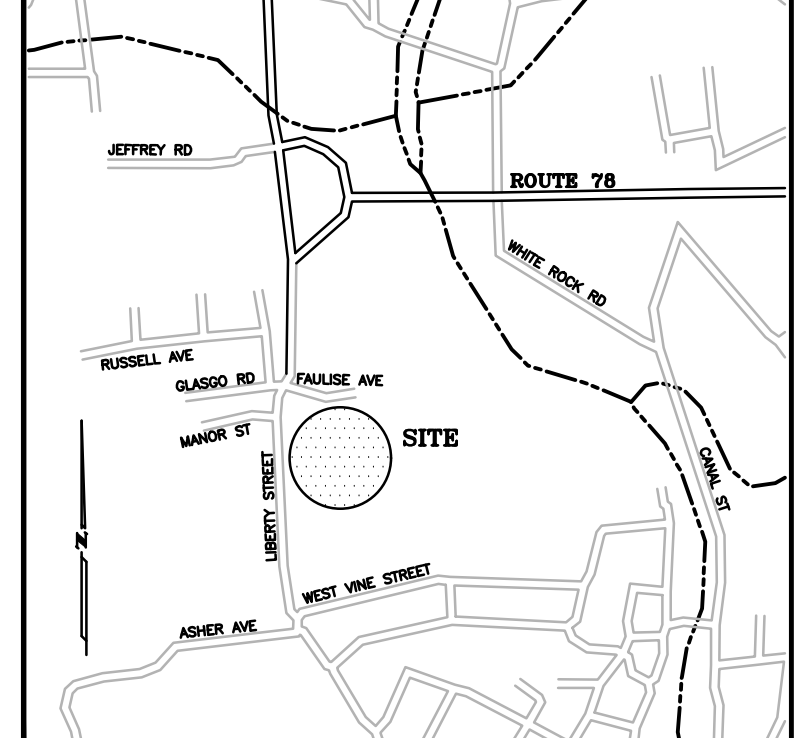 JEFFREY RD
ROUTE 78
WHITE ROCK RD
RUSSELL AVE
GLASGO RD
FAULISE AVE
MANOR ST
SITE
LIBERTY STREET
CANAL ST
N
WEST VINE STREET
ASHER AVE